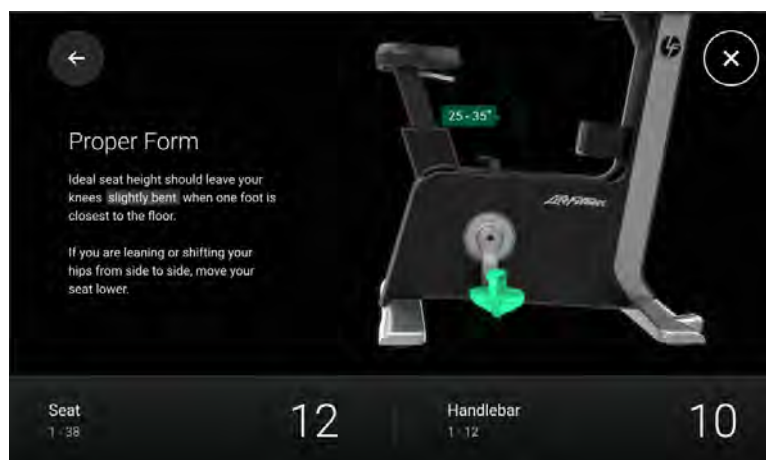 Proper Form
Ideal seat height should leave your
knees slightly bent when one foot is
closest to the floor.
If you are leaning or shifting your
hips from side to side, move your
seat lower.
25 - 35°
LF
LifeFitness
Seat
1 - 38
12
Handlebar
1 - 12
10